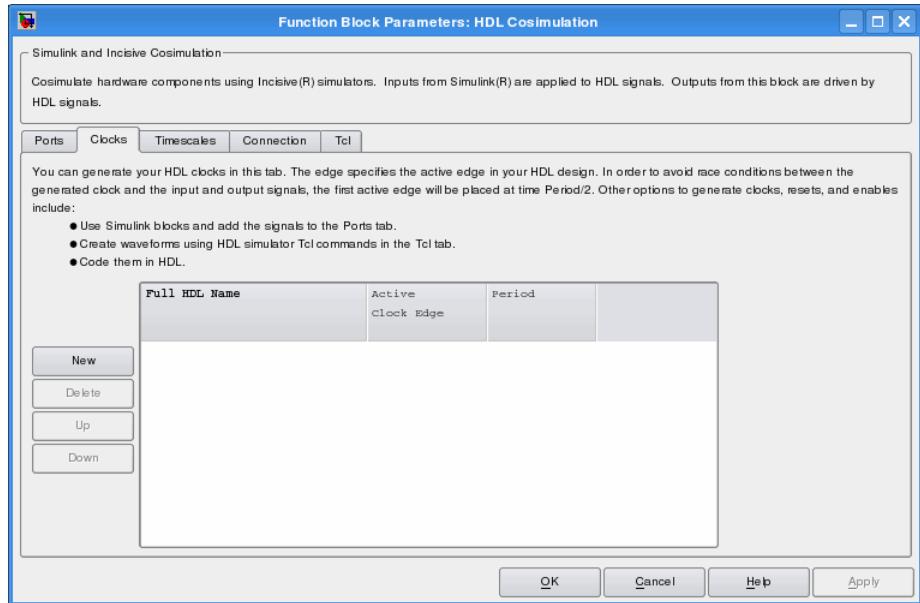 Function Block Parameters: HDL Cosimulation
Simulink and Incisive Cosimulation
Cosimulate hardware components using Incisive(R) simulators. Inputs from Simulink(R) are applied to HDL signals. Outputs from this block are driven by
HDL signals.
Ports Clocks Timescales Connection Tcl
You can generate your HDL clocks in this tab. The edge specifies the active edge in your HDL design. In order to avoid race conditions between the
generated clock and the input and output signals, the first active edge will be placed at time Period/2. Other options to generate clocks, resets, and enables
include:
● Use Simulink blocks and add the signals to the Ports tab.
● Create waveforms using HDL simulator Tcl commands in the Tcl tab.
● Code them in HDL.
Full HDL Name Active Period
Clock Edge
New
Delete
Up
Down
OK Cancel Help Apply